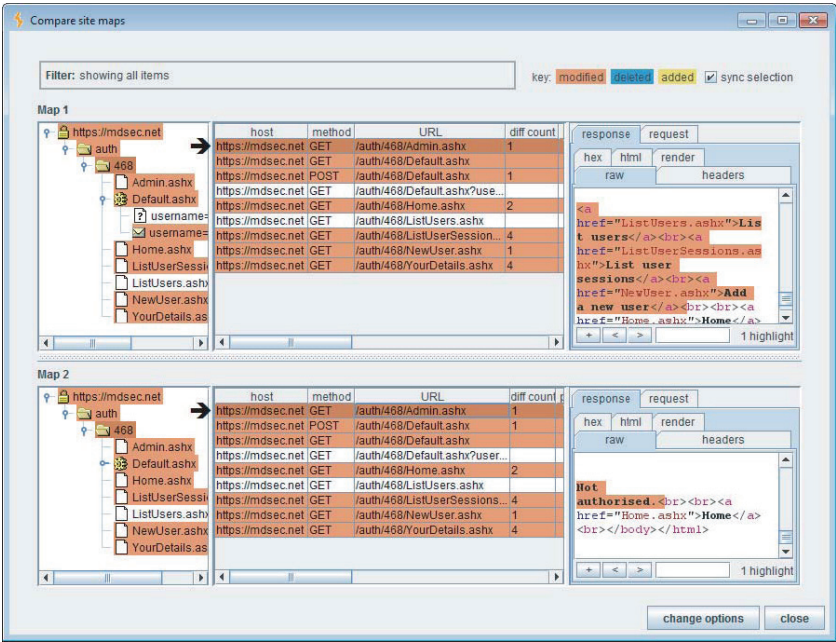 Compare site maps
Filter: showing all items
key: modified deleted added sync selection
Map 1
https://mdsec.net
auth
468
Admin.ashx
Default.ashx
username=
username=
Home.ashx
ListUserSessi
ListUsers.ashx
NewUser.ashx
YourDetails.as
host method URL diff count
https://mdsec.net GET /auth/468/Admin.ashx 1
https://mdsec.net GET /auth/468/Default.ashx
https://mdsec.net POST /auth/468/Default.ashx 1
https://mdsec.net GET /auth/468/Default.ashx?use...
https://mdsec.net GET /auth/468/Home.ashx 2
https://mdsec.net GET /auth/468/ListUsers.ashx
https://mdsec.net GET /auth/468/ListUserSession... 4
https://mdsec.net GET /auth/468/NewUser.ashx 1
https://mdsec.net GET /auth/468/YourDetails.ashx 4
response request
hex html render
raw headers
<a
href="ListUsers.ashx">Lis
t users</a><br><a
href="ListUserSessions.as
hx">List user
sessions</a><br><a
href="NewUser.ashx">Add
a new user</a><br><br><a
href="Home.ashx">Home</a>
+ < > 1 highlight
Map 2
https://mdsec.net
auth
468
Admin.ashx
Default.ashx
Home.ashx
ListUserSessi
ListUsers.ashx
NewUser.ashx
YourDetails.as
host method URL diff count p
https://mdsec.net GET /auth/468/Admin.ashx 1
https://mdsec.net POST /auth/468/Default.ashx 1
https://mdsec.net GET /auth/468/Default.ashx
https://mdsec.net GET /auth/468/Default.ashx?user...
https://mdsec.net GET /auth/468/Home.ashx 2
https://mdsec.net GET /auth/468/ListUsers.ashx
https://mdsec.net GET /auth/468/ListUserSessions... 4
https://mdsec.net GET /auth/468/NewUser.ashx 1
https://mdsec.net GET /auth/468/YourDetails.ashx 4
response request
hex html render
raw headers
Not
authorised.<br><br><a
href="Home.ashx">Home</a>
<br></body></html>
+ < > 1 highlight
change options close